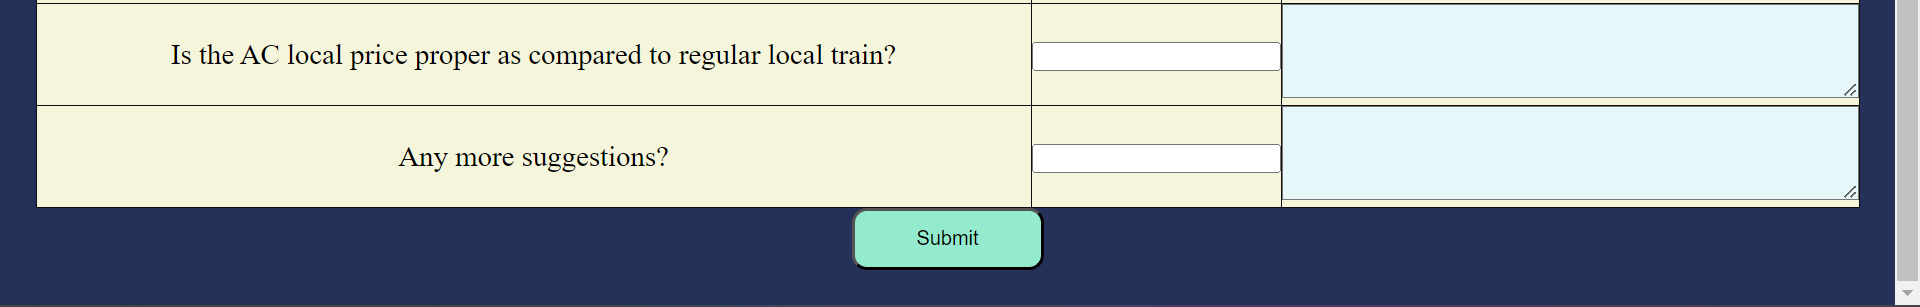 Is the AC local price proper as compared to regular local train?
Any more suggestions?
Submit